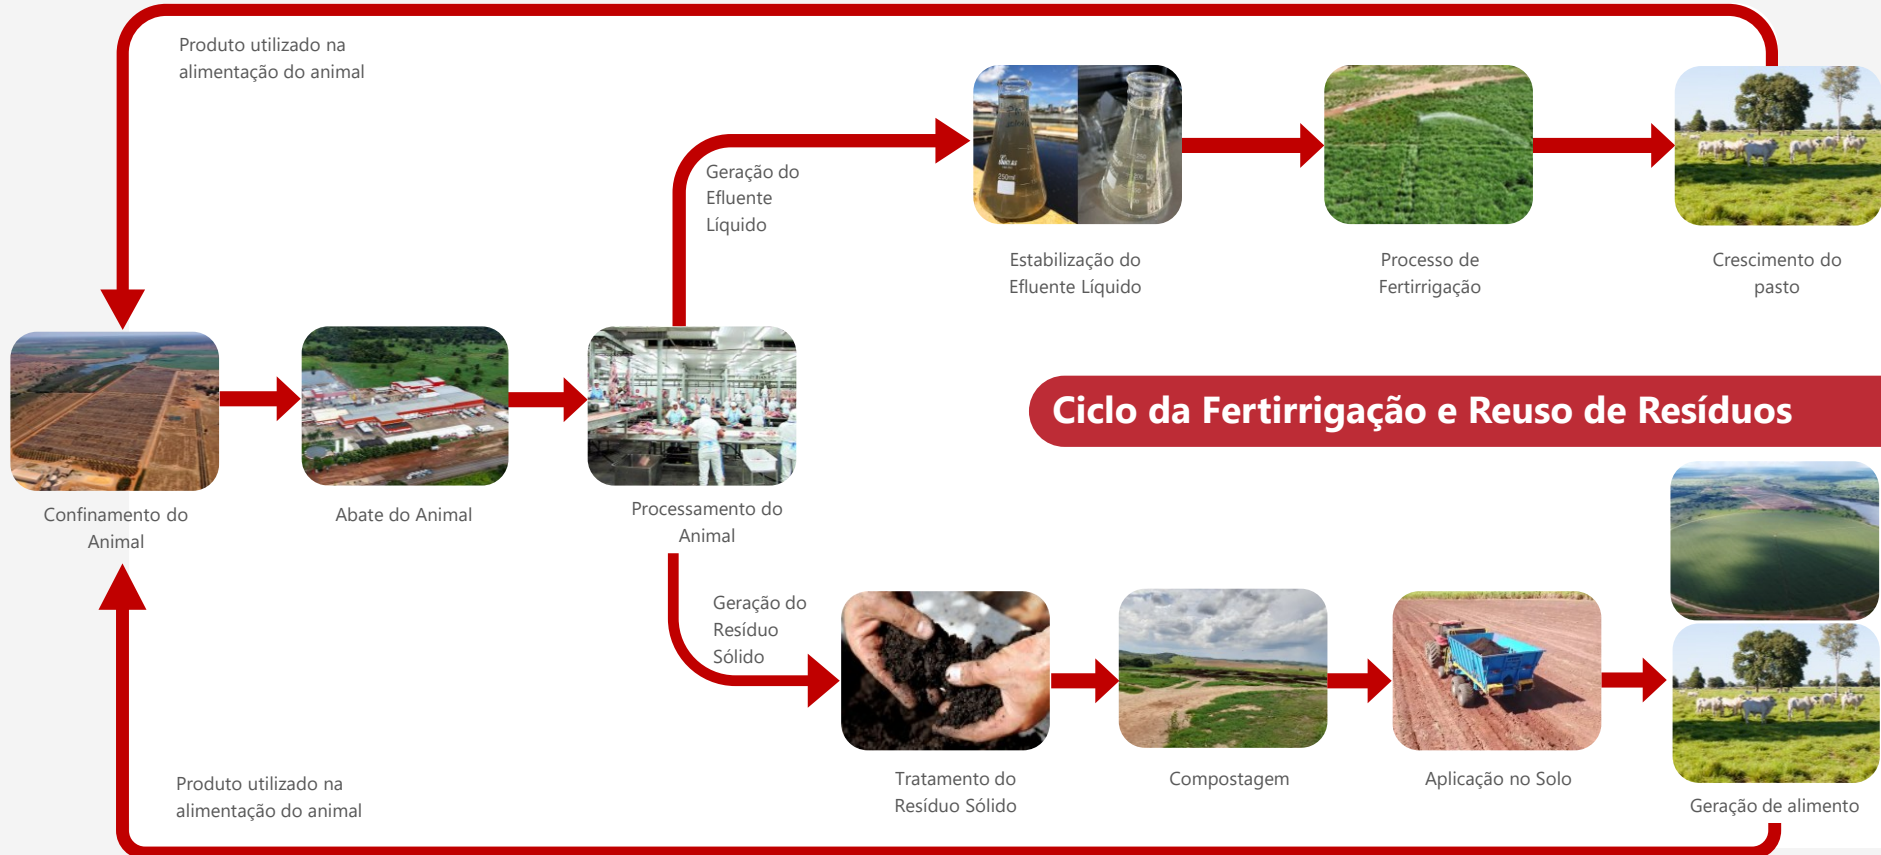 Produto utilizado na
alimentação do animal
Geração do
Efluente
Líquido
Estabilização do
Efluente Líquido
Processo de
Fertirrigação
Crescimento do
pasto
Confinamento do
Animal
Abate do Animal
Processamento do
Animal
Ciclo da Fertirrigação e Reuso de Resíduos
Geração do
Resíduo
Sólido
Tratamento do
Resíduo Sólido
Compostagem
Aplicação no Solo
Geração de alimento
Produto utilizado na
alimentação do animal